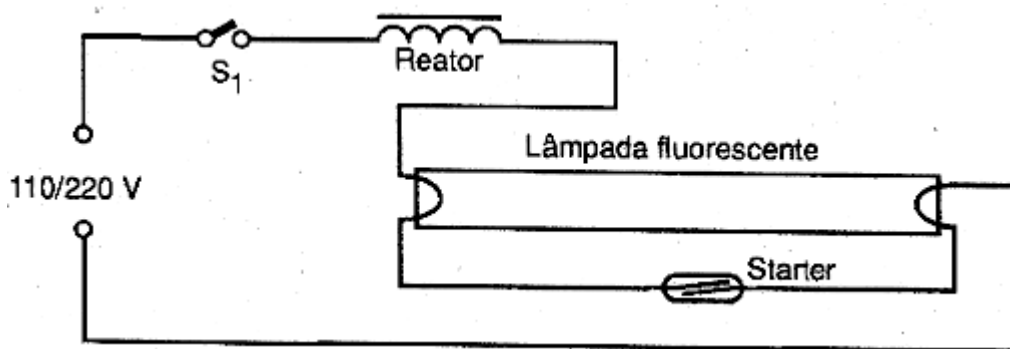 S1
Reator
Lâmpada fluorescente
110/220 V
Starter